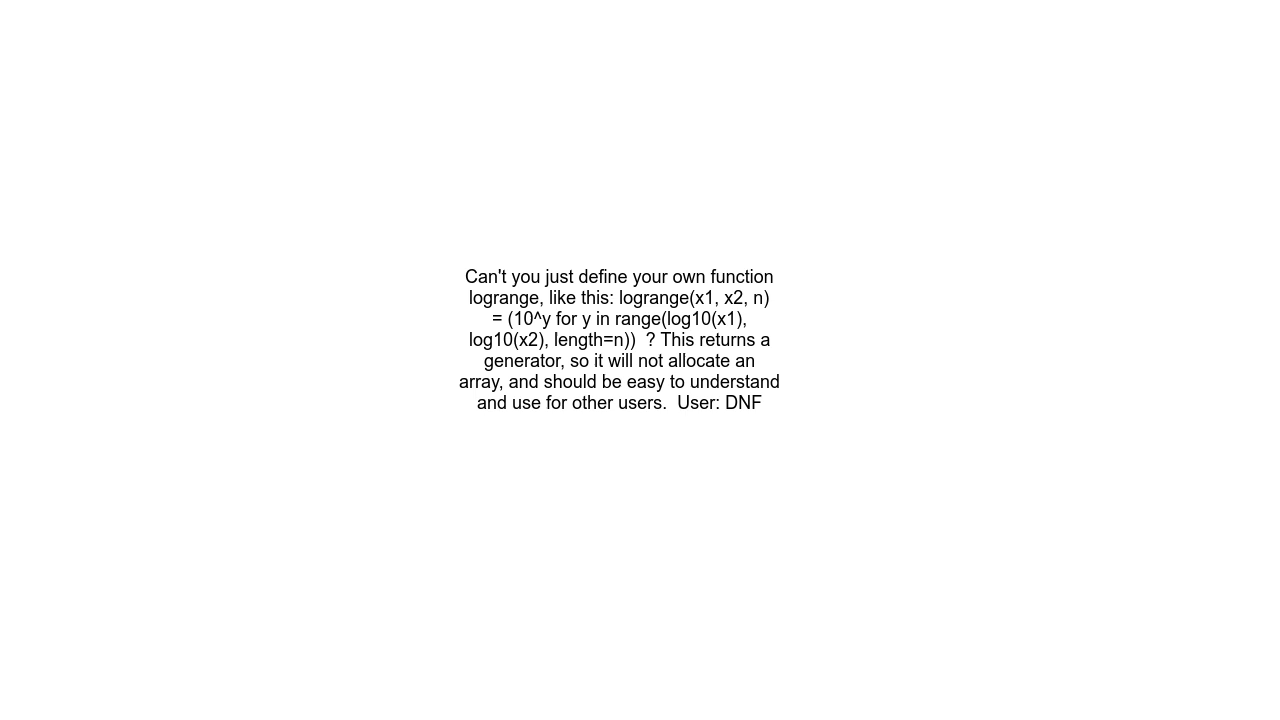 Can't you just define your own function
logrange, like this: logrange(x1, x2, n)
= (10^y for y in range(log10(x1),
log10(x2), length=n))  ? This returns a
generator, so it will not allocate an
array, and should be easy to understand
and use for other users.  User: DNF